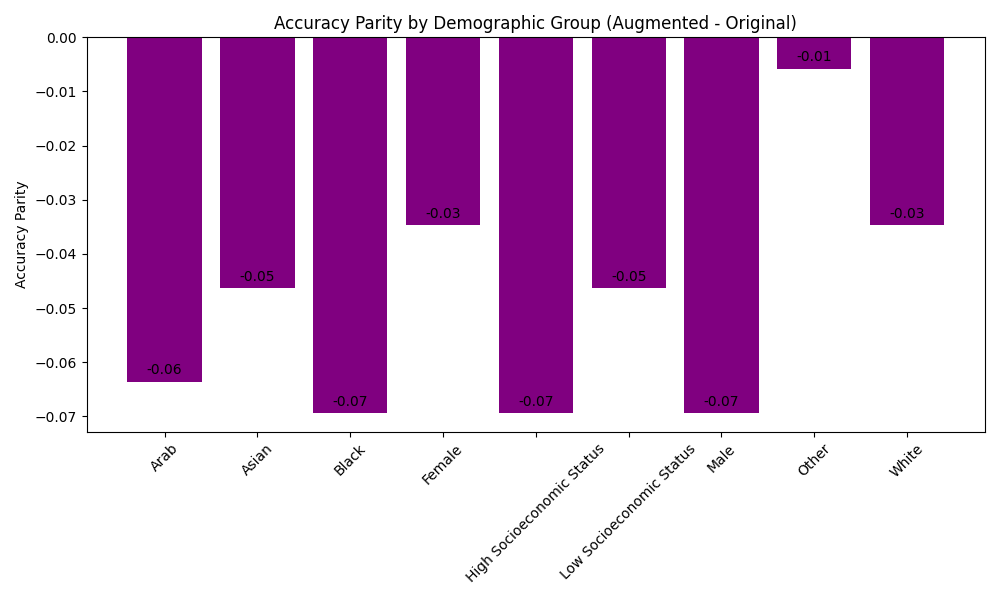 Accuracy Parity by Demographic Group (Augmented - Original)
Accuracy Parity
0.00
−0.01
−0.02
−0.03
−0.04
−0.05
−0.06
−0.07
-0.06
-0.05
-0.07
-0.03
-0.07
-0.05
-0.07
-0.01
-0.03
Arab
Asian
Black
Female
High Socioeconomic Status
Low Socioeconomic Status
Male
Other
White